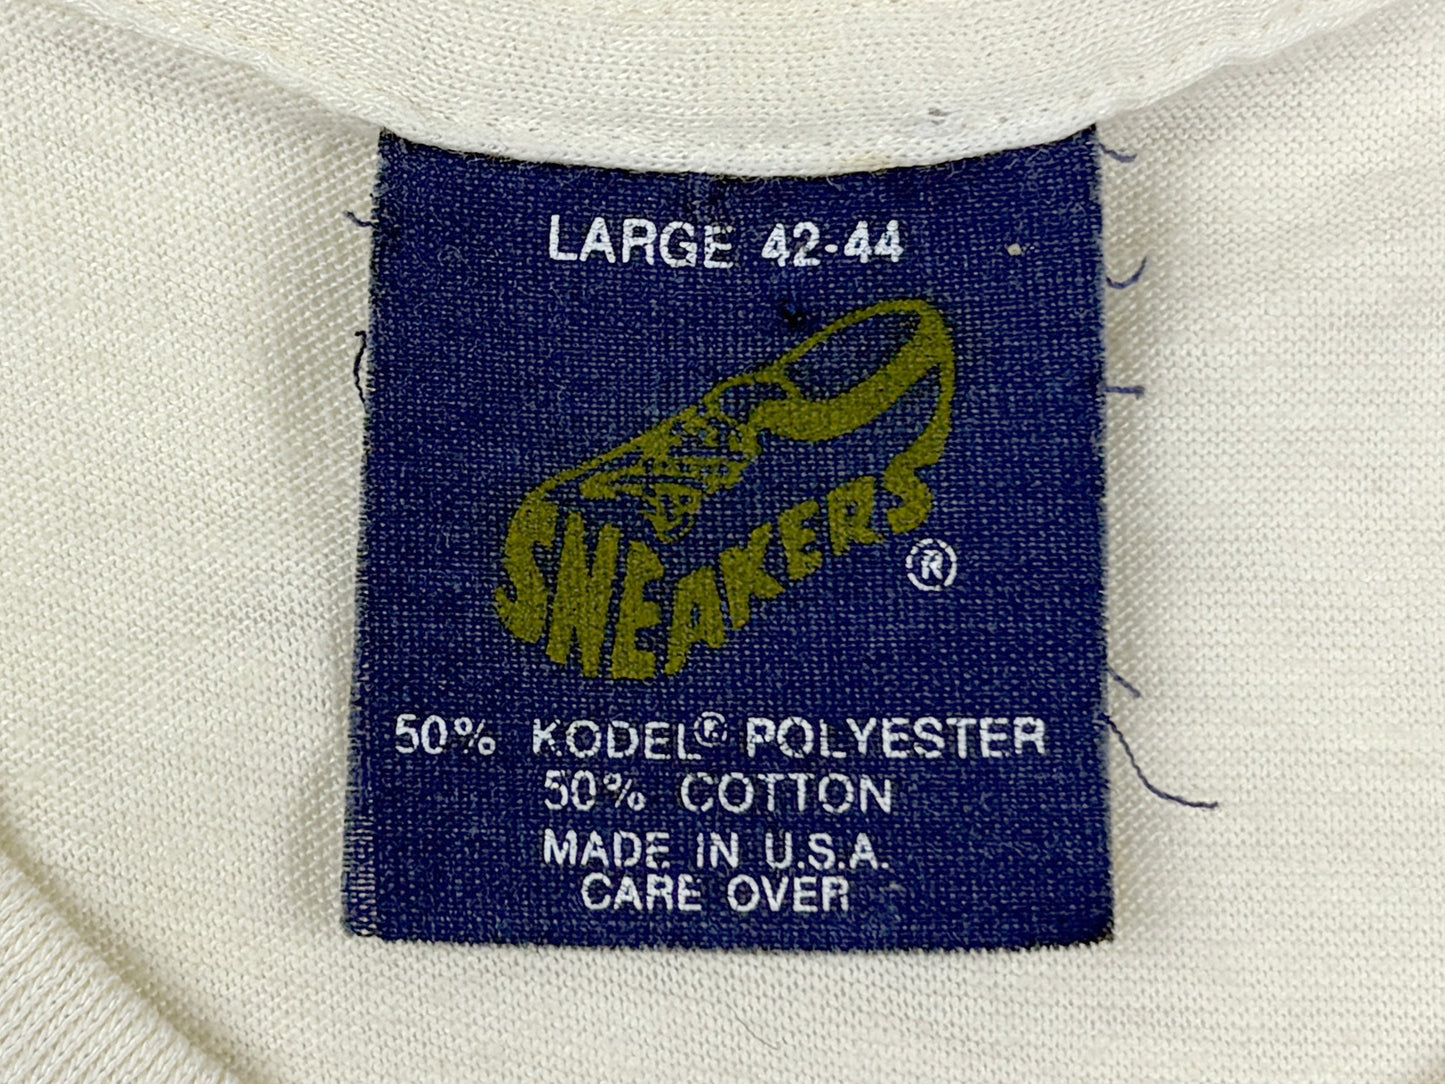 LARGE 42-44
SNEAKERS®
50% KODEL® POLYESTER
50% COTTON
MADE IN U.S.A.
CARE OVER